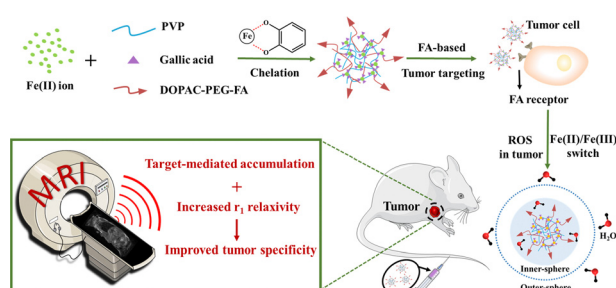 PVP
Gallic acid
DOPAC-PEG-FA
Fe(II) ion
+
Fe
O
O
Chelation
FA-based
Tumor targeting
Tumor cell
FA receptor
ROS
in tumor
Fe(II)/Fe(III)
switch
H₂O
Inner-sphere
Outer-sphere
Tumor
MRI
Target-mediated accumulation
+
Increased r₁ relaxivity
Improved tumor specificity